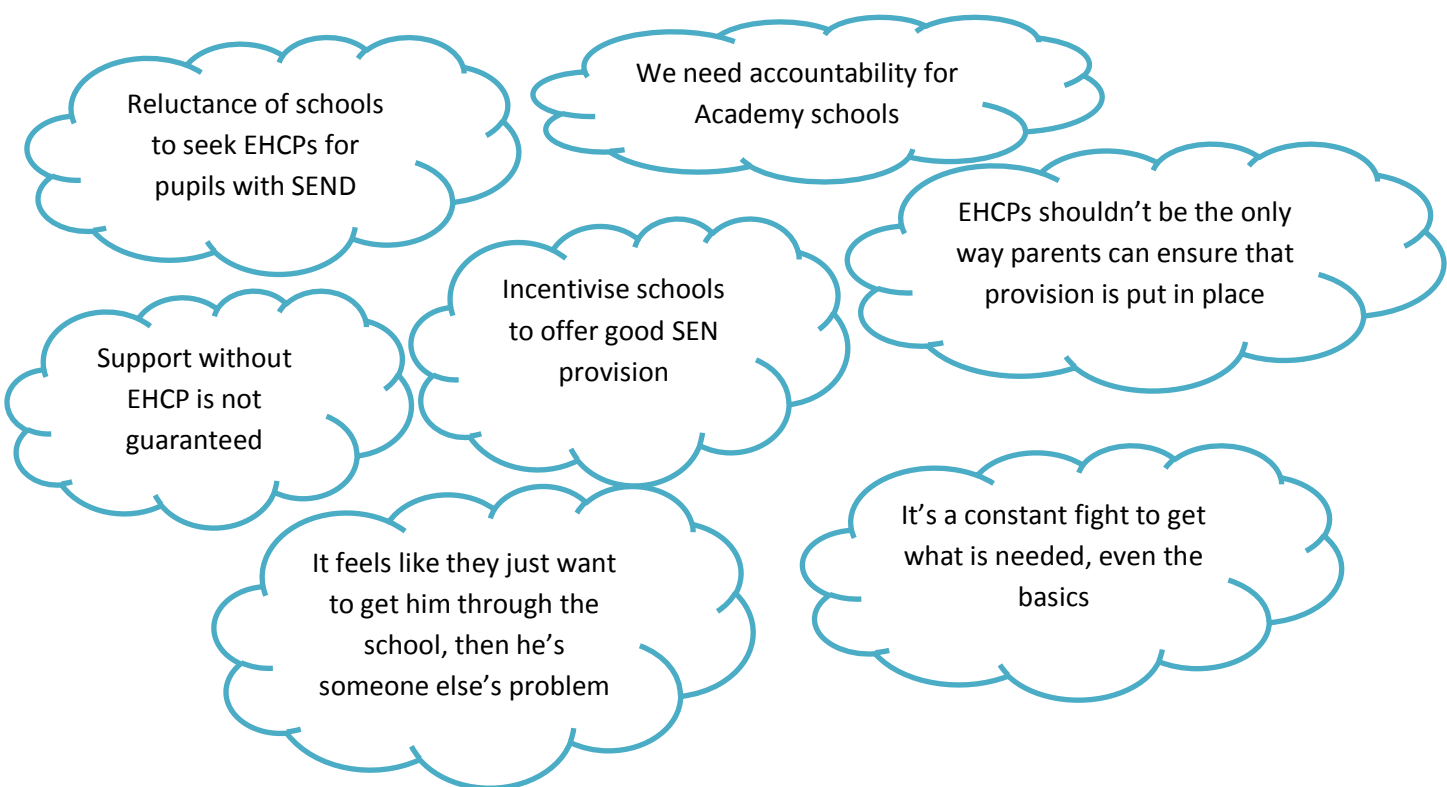 Reluctance of schools
to seek EHCPs for
pupils with SEND
We need accountability for
Academy schools
EHCPs shouldn’t be the only
way parents can ensure that
provision is put in place
Incentivise schools
to offer good SEN
provision
Support without
EHCP is not
guaranteed
It feels like they just want
to get him through the
school, then he’s
someone else’s problem
It’s a constant fight to get
what is needed, even the
basics